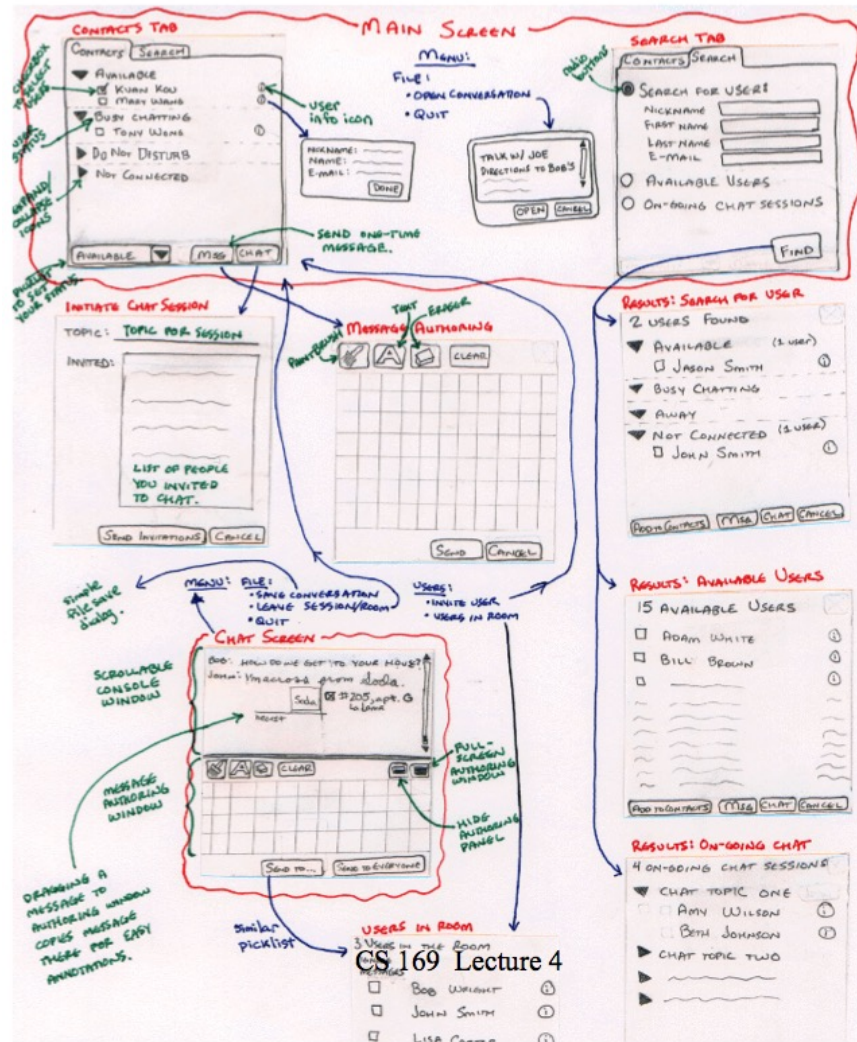 MAIN SCREEN
CONTACTS TAB
CONTACTS SEARCH
AVAILABLE
KUAN KOU
MARY WANG
BUSY CHATTING
TONY WONG
DO NOT DISTURB
NOT CONNECTED
AVAILABLE MSG CHAT
CHECKBOX
TO SELECT
USERS
USER
STATUS
EXPAND/
COLLAPSE
ICONS
PICKLIST
TO SET
YOUR STATUS.
USER
INFO ICON
NICKNAME:
NAME:
E-MAIL:
DONE
SEND ONE-TIME
MESSAGE.
MENU:
FILE:
• OPEN CONVERSATION
• QUIT
TALK W/ JOE
DIRECTIONS TO BOB'S
OPEN CANCEL
SEARCH TAB
RADIO
BUTTONS
CONTACTS SEARCH
SEARCH FOR USER:
NICKNAME
FIRST NAME
LAST NAME
E-MAIL
AVAILABLE USERS
ON-GOING CHAT SESSIONS
FIND
INITIATE CHAT SESSION
TOPIC: TOPIC FOR SESSION
INVITED:
LIST OF PEOPLE
YOU INVITED
TO CHAT.
SEND INVITATIONS CANCEL
MESSAGE AUTHORING
PAINTBRUSH
TEXT
ERASER
A CLEAR
SEND CANCEL
RESULTS: SEARCH FOR USER
2 USERS FOUND
AVAILABLE (1 USER)
JASON SMITH i
BUSY CHATTING
AWAY
NOT CONNECTED (1 USER)
JOHN SMITH i
ADD TO CONTACTS MSG CHAT CANCEL
SIMPLE
FILE SAVE
DIALOG.
MENU: FILE:
• SAVE CONVERSATION
• LEAVE SESSION/ROOM
• QUIT
USERS:
• INVITE USER
• USERS IN ROOM
CHAT SCREEN
BOB: HOW DO WE GET TO YOUR HOUSE?
John: I'm across from Soda.
Soda #205, apt. G
hearst
A CLEAR
SEND TO... SEND TO EVERYONE
SCROLLABLE
CONSOLE
WINDOW
MESSAGE
AUTHORING
WINDOW
DRAGGING A
MESSAGE TO
AUTHORING WINDOW
COPIES MESSAGE
THERE FOR EASY
ANNOTATIONS.
FULL-
SCREEN
AUTHORING
WINDOW
HIDE
AUTHORING
PANEL
SIMILAR
PICKLIST
USERS IN ROOM
3 USERS IN THE ROOM
CS 169 Lecture 4
BOB WRIGHT i
JOHN SMITH i
LISA
RESULTS: AVAILABLE USERS
15 AVAILABLE USERS
ADAM WHITE i
BILL BROWN i
i
ADD TO CONTACTS MSG CHAT CANCEL
RESULTS: ON-GOING CHAT
4 ON-GOING CHAT SESSIONS
CHAT TOPIC ONE
AMY WILSON i
BETH JOHNSON i
CHAT TOPIC TWO